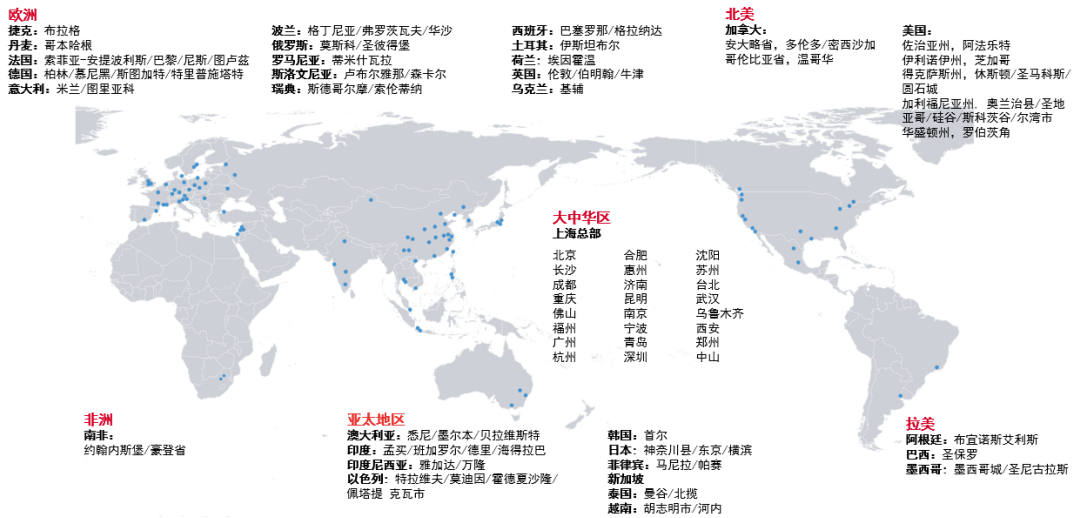 欧洲
捷克：布拉格
丹麦：哥本哈根
法国：索菲亚-安提波利斯/巴黎/尼斯/图卢兹
德国：柏林/慕尼黑/斯图加特/特里普施塔特
意大利：米兰/图里亚科
波兰：格丁尼亚/弗罗茨瓦夫/华沙
俄罗斯：莫斯科/圣彼得堡
罗马尼亚：蒂米什瓦拉
斯洛文尼亚：卢布尔雅那/森卡尔
瑞典：斯德哥尔摩/索伦蒂纳
西班牙：巴塞罗那/格拉纳达
土耳其：伊斯坦布尔
荷兰：埃因霍温
英国：伦敦/伯明翰/牛津
乌克兰：基辅
北美
加拿大：
安大略省，多伦多/密西沙加
哥伦比亚省，温哥华
美国：
佐治亚州，阿法乐特
伊利诺伊州，芝加哥
得克萨斯州，休斯顿/圣马科斯/
圆石城
加利福尼亚州．奥兰治县/圣地
亚哥/硅谷/斯科茨谷/尔湾市
华盛顿州，罗伯茨角
大中华区
上海总部
北京 合肥 沈阳
长沙 惠州 苏州
成都 济南 台北
重庆 昆明 武汉
佛山 南京 乌鲁木齐
福州 宁波 西安
广州 青岛 郑州
杭州 深圳 中山
非洲
南非：
约翰内斯堡/豪登省
亚太地区
澳大利亚：悉尼/墨尔本/贝拉维斯特
印度：孟买/班加罗尔/德里/海得拉巴
印度尼西亚：雅加达/万隆
以色列：特拉维夫/莫迪因/霍德夏沙隆/
佩塔提 克瓦市
韩国：首尔
日本：神奈川县/东京/横滨
菲律宾：马尼拉/帕赛
新加坡
泰国：曼谷/北揽
越南：胡志明市/河内
拉美
阿根廷：布宜诺斯艾利斯
巴西：圣保罗
墨西哥：墨西哥城/圣尼古拉斯